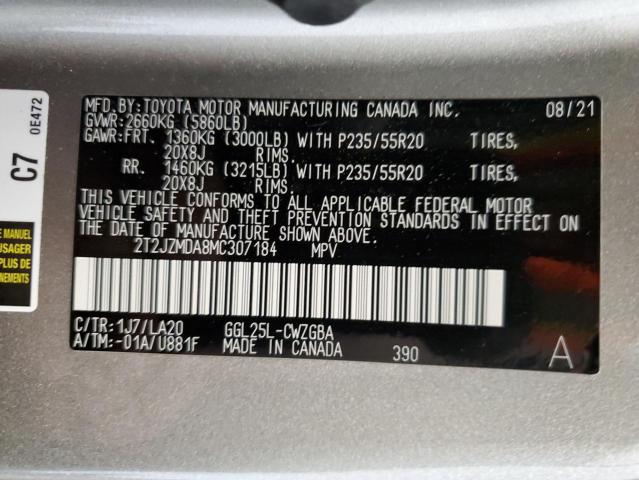 MFD.BY:TOYOTA MOTOR MANUFACTURING CANADA INC. 08/21
GVWR:2660KG (5860LB)
GAWR:FRT. 1360KG (3000LB) WITH P235/55R20 TIRES,
20X8J RIMS.
RR. 1460KG (3215LB) WITH P235/55R20 TIRES,
20X8J RIMS.
THIS VEHICLE CONFORMS TO ALL APPLICABLE FEDERAL MOTOR
VEHICLE SAFETY AND THEFT PREVENTION STANDARDS IN EFFECT ON
THE DATE OF MANUFACTURE SHOWN ABOVE.
2T2JZMDA8MC307184 MPV
C/TR:1J7/LA20 GGL25L-CWZGBA
A/TM:-01A/U881F MADE IN CANADA 390 A
C7 0E472
MANUEL
USAGER
PLUS DE